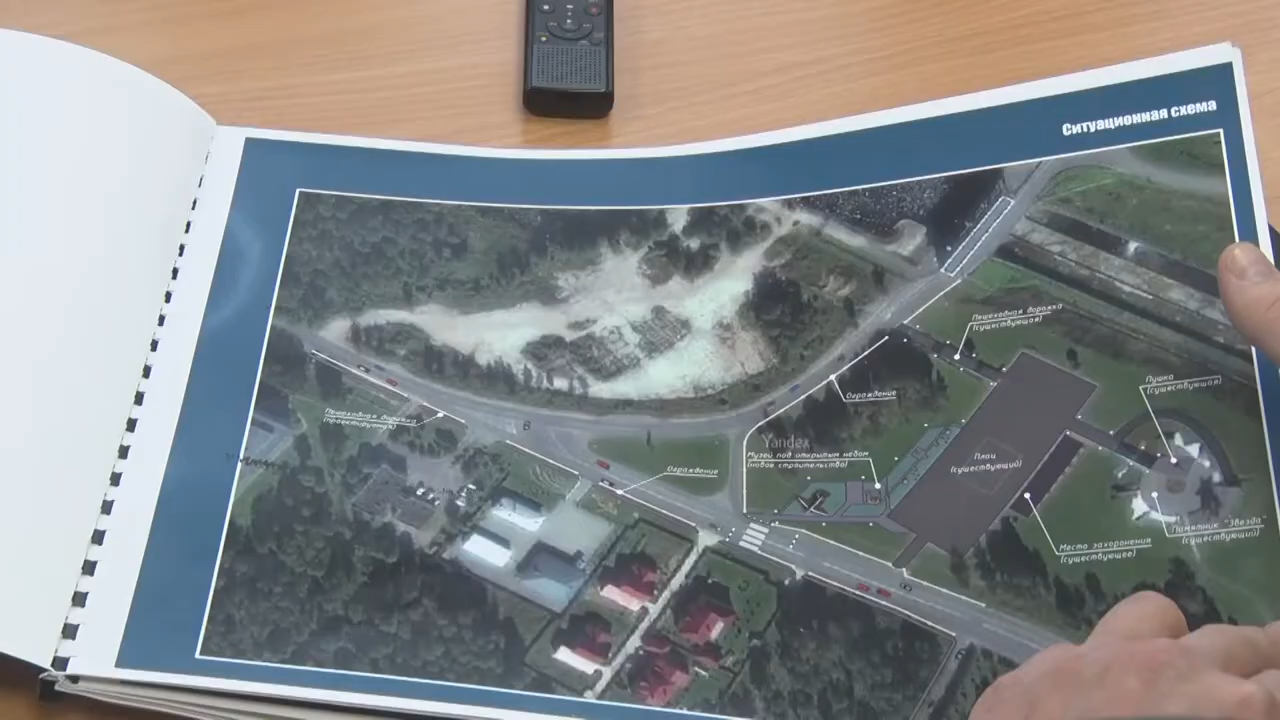 Ситуационная схема
Пешеходная дорожка
(существующая)
Пушка
(существующая)
Ограждение
Пешеходная дорожка
(проектируемая)
Yandex
Музей под открытым небом
(новое строительство)
Плац
(существующий)
Ограждение
Место захоронения
(существующее)
Памятник "Звезда"
(существующий)